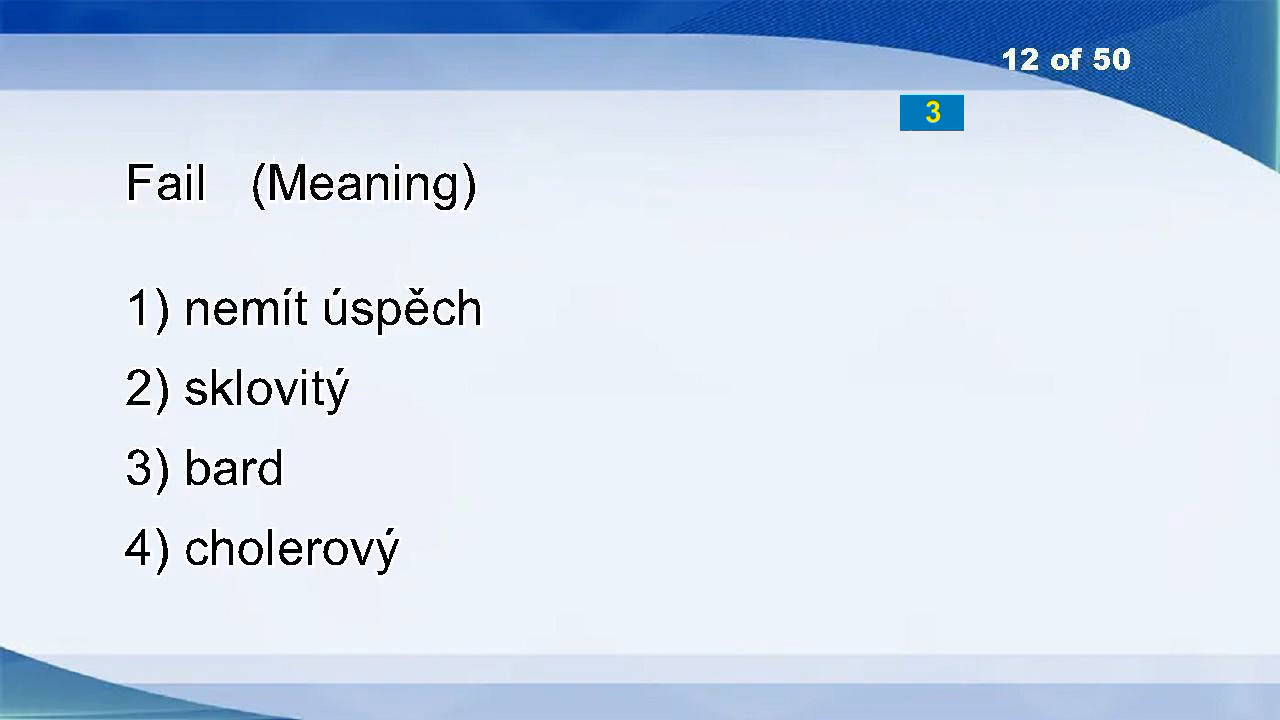 12 of 50
3
Fail (Meaning)
1) nemít úspěch
2) sklovitý
3) bard
4) cholerový